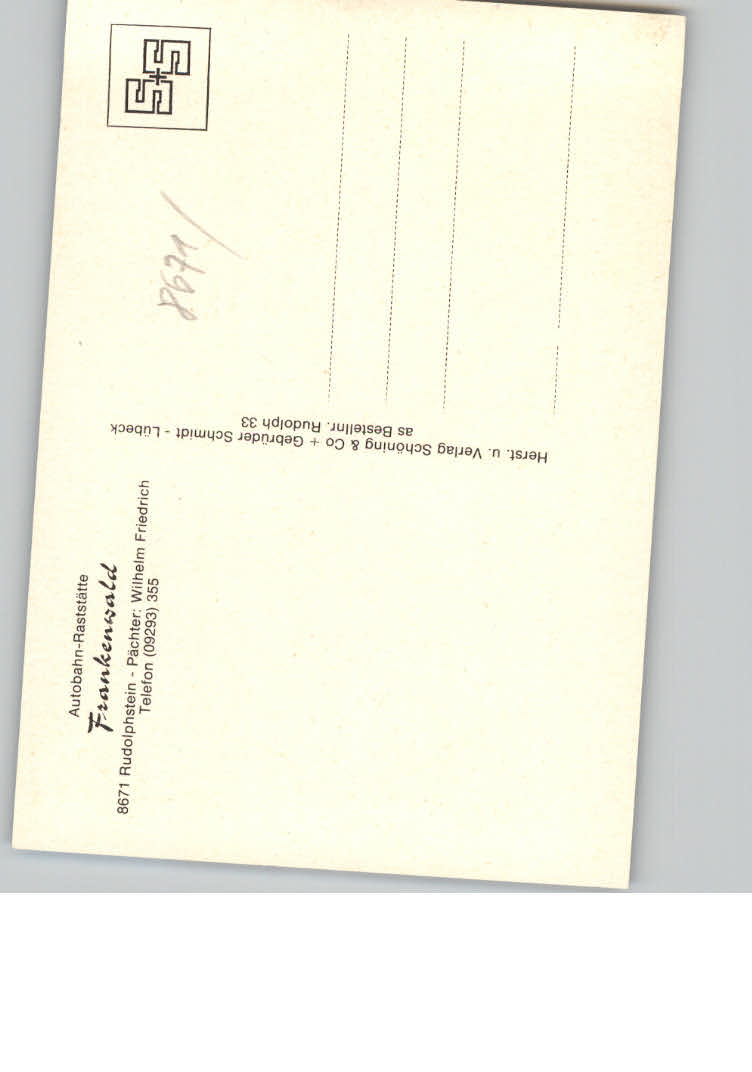 Autobahn-Raststätte
Frankenwald
8671 Rudolphstein - Pächter: Wilhelm Friedrich
Telefon (09293) 355
Herst. u. Verlag Schöning & Co + Gebrüder Schmidt - Lübeck
as Bestellnr. Rudolph 33
S+S
8671/